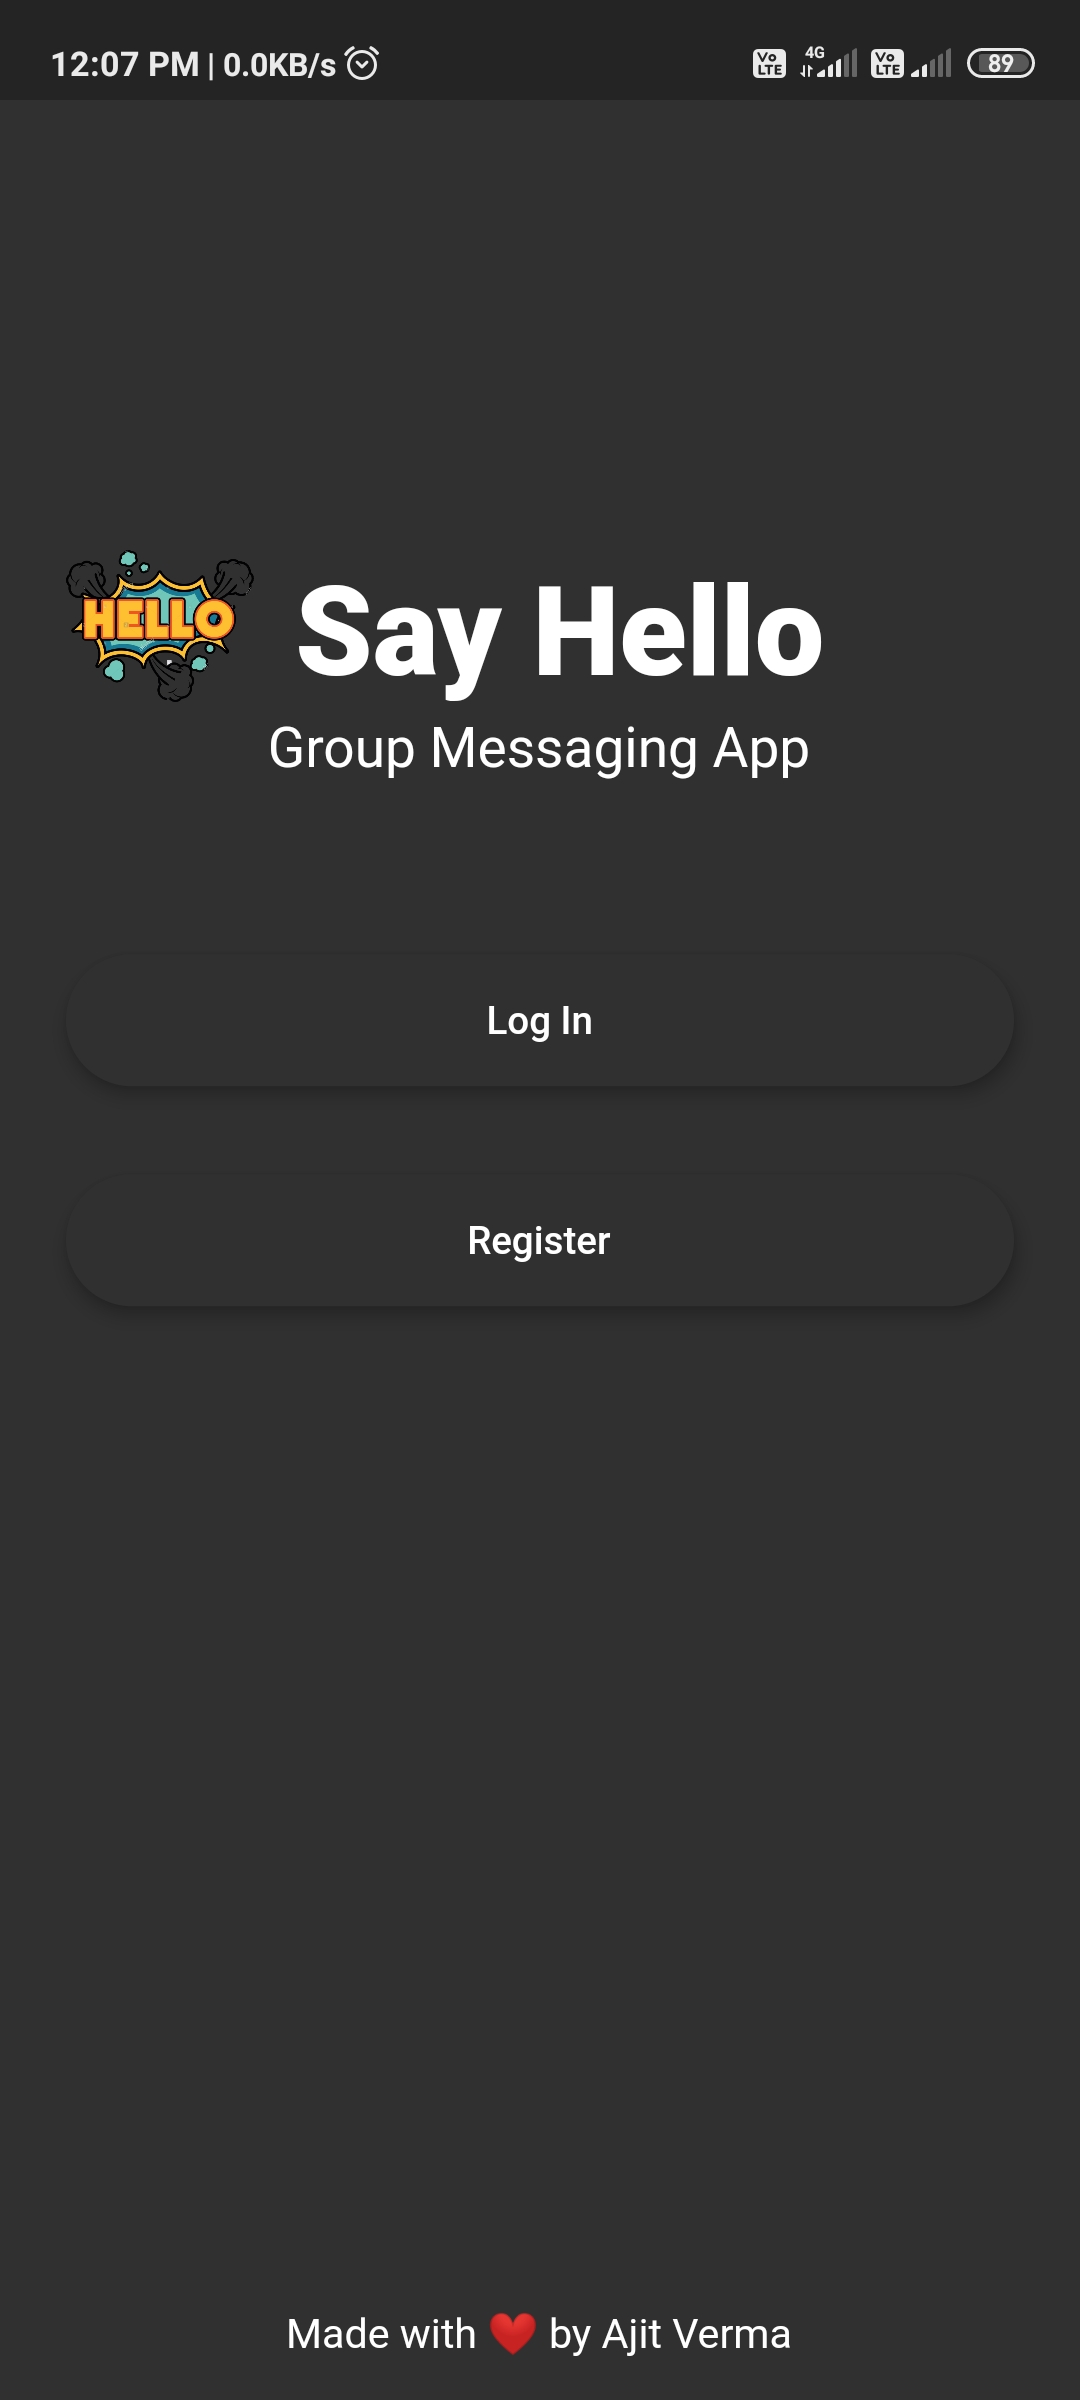 12:07 PM | 0.0KB/s Vo LTE 4G Vo LTE 89
HELLO Say Hello
Group Messaging App
Log In
Register
Made with ❤️ by Ajit Verma